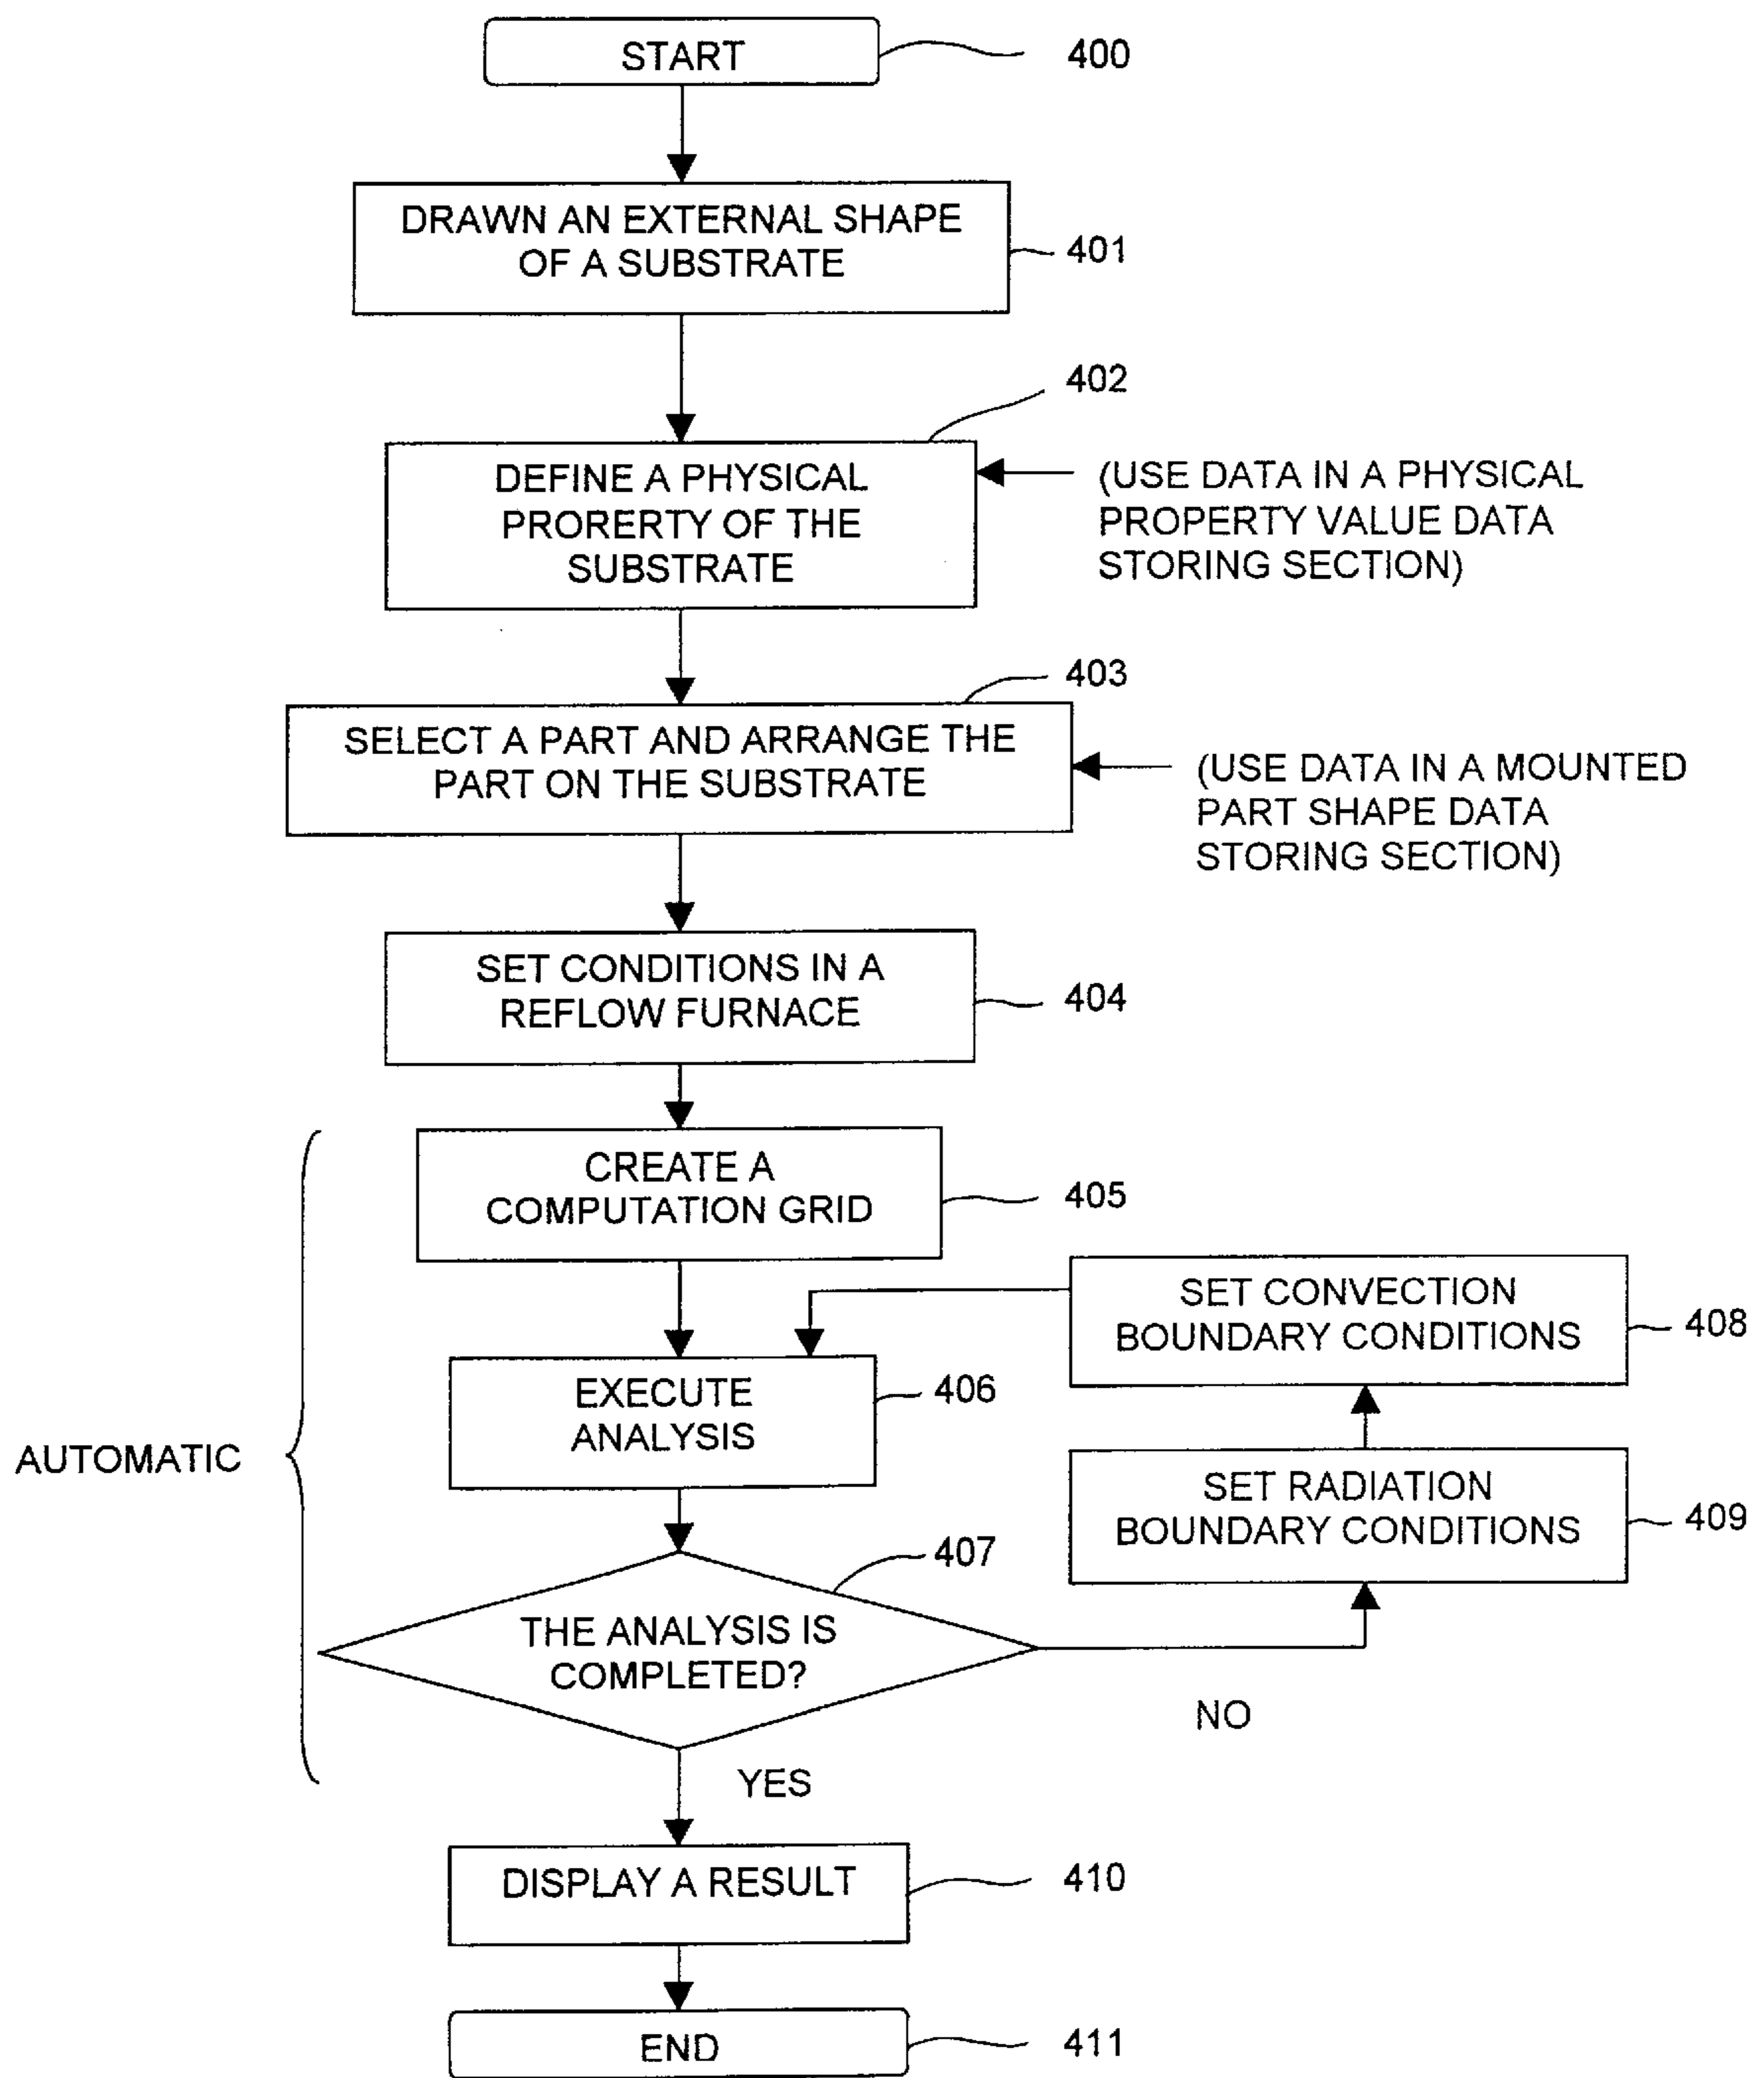 START
400
DRAWN AN EXTERNAL SHAPE
OF A SUBSTRATE
401
402
DEFINE A PHYSICAL
PRORERTY OF THE
SUBSTRATE
(USE DATA IN A PHYSICAL
PROPERTY VALUE DATA
STORING SECTION)
403
SELECT A PART AND ARRANGE THE
PART ON THE SUBSTRATE
(USE DATA IN A MOUNTED
PART SHAPE DATA
STORING SECTION)
SET CONDITIONS IN A
REFLOW FURNACE
404
AUTOMATIC
CREATE A
COMPUTATION GRID
405
EXECUTE
ANALYSIS
406
SET CONVECTION
BOUNDARY CONDITIONS
408
SET RADIATION
BOUNDARY CONDITIONS
409
407
THE ANALYSIS IS
COMPLETED?
NO
YES
DISPLAY A RESULT
410
END
411